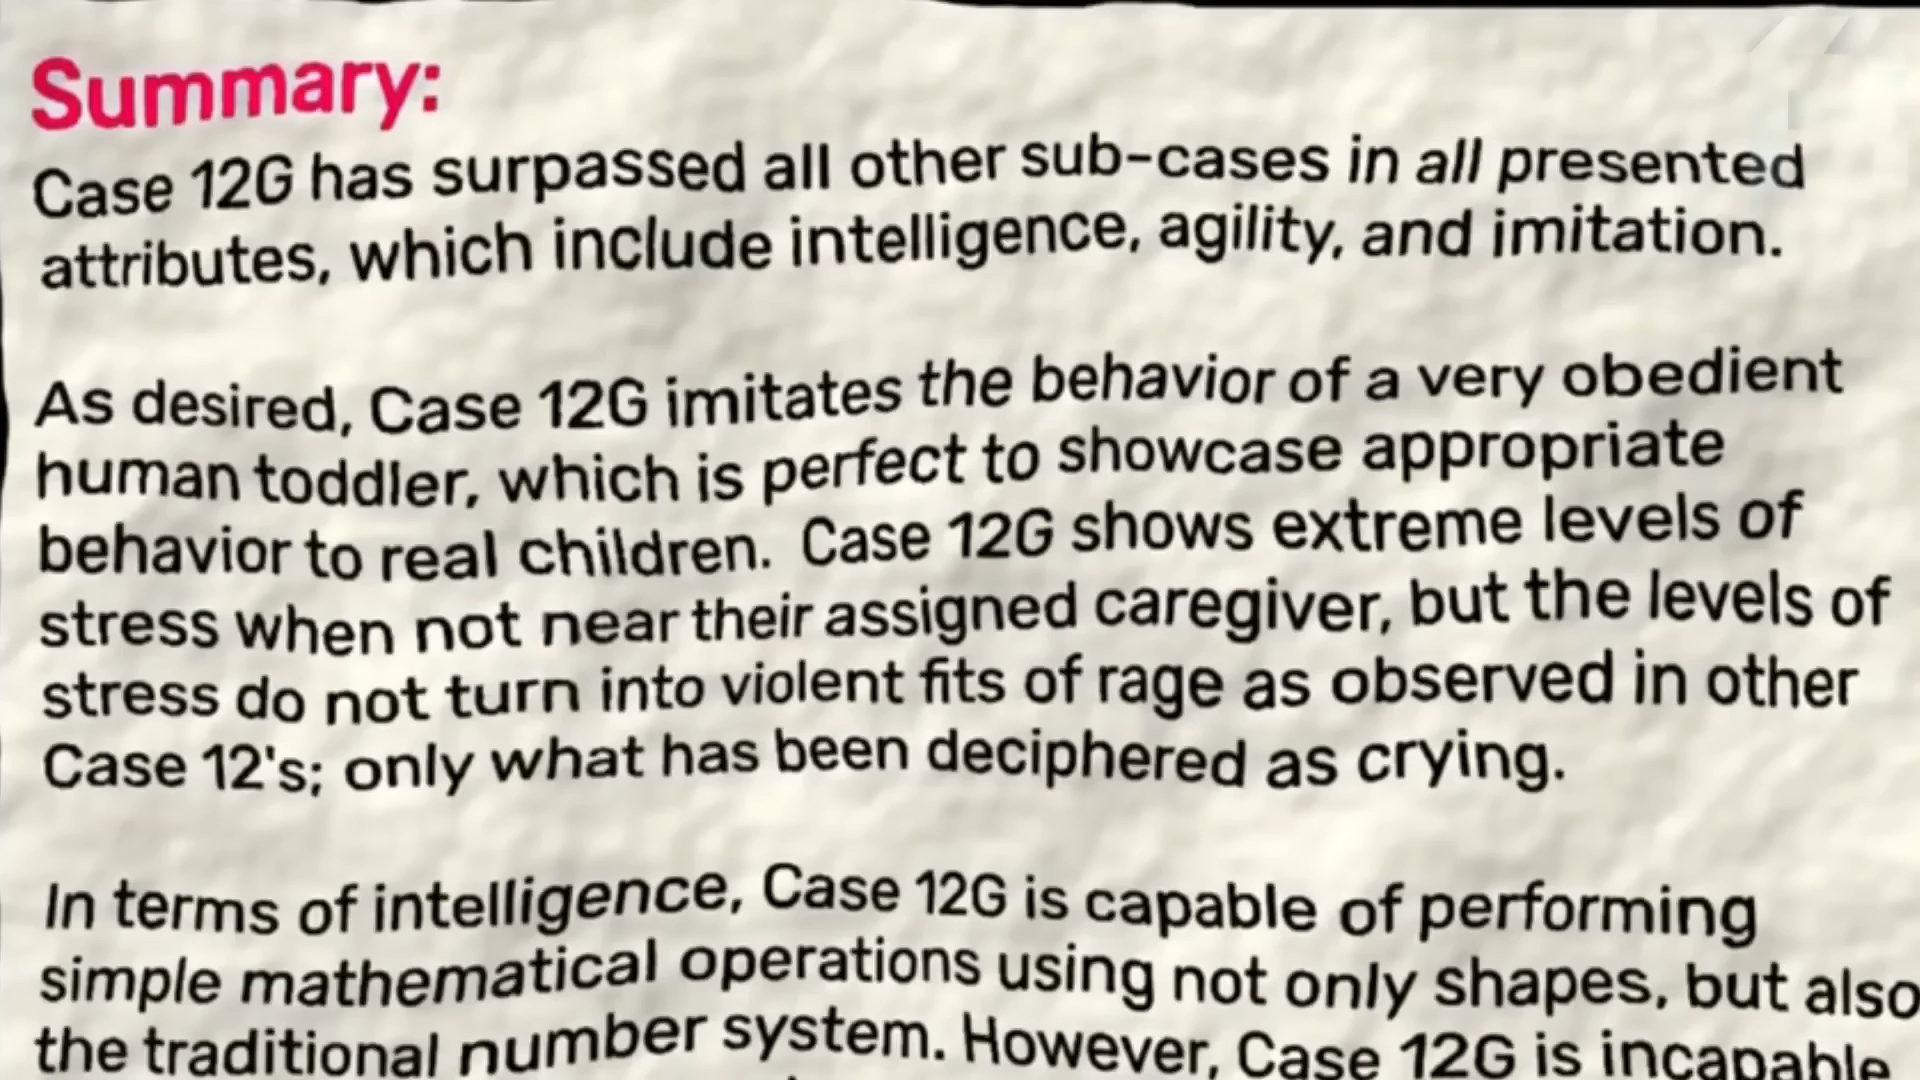 Summary:
Case 12G has surpassed all other sub-cases in all presented
attributes, which include intelligence, agility, and imitation.
As desired, Case 12G imitates the behavior of a very obedient
human toddler, which is perfect to showcase appropriate
behavior to real children. Case 12G shows extreme levels of
stress when not near their assigned caregiver, but the levels of
stress do not turn into violent fits of rage as observed in other
Case 12's; only what has been deciphered as crying.
In terms of intelligence, Case 12G is capable of performing
simple mathematical operations using not only shapes, but also
the traditional number system. However, Case 12G is incapable